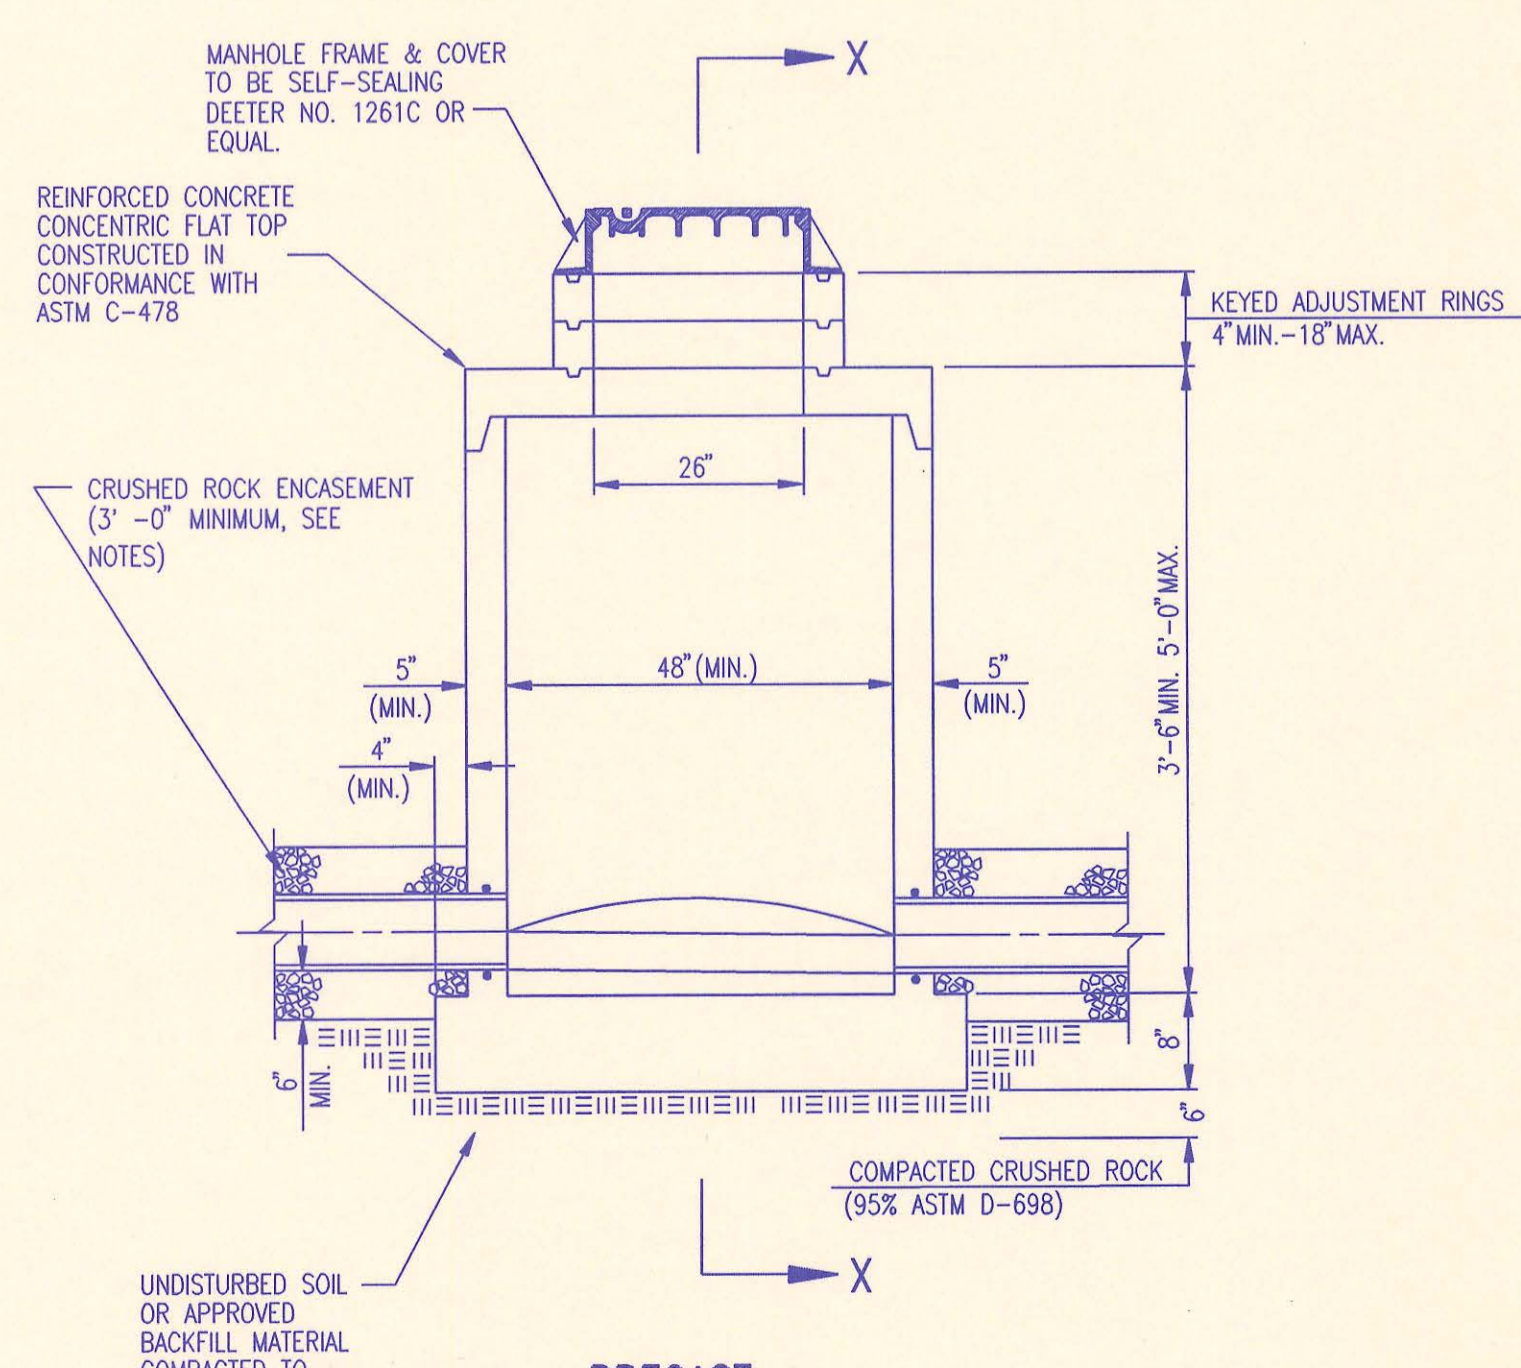 MANHOLE FRAME & COVER
TO BE SELF-SEALING
DEETER NO. 1261C OR
EQUAL.
X
REINFORCED CONCRETE
CONCENTRIC FLAT TOP
CONSTRUCTED IN
CONFORMANCE WITH
ASTM C-478
KEYED ADJUSTMENT RINGS
4" MIN.-18" MAX.
26"
CRUSHED ROCK ENCASEMENT
(3' -0" MINIMUM, SEE
NOTES)
3'-6" MIN. 5'-0" MAX.
5"
(MIN.)
48" (MIN.)
5"
(MIN.)
4"
(MIN.)
6"
MIN.
8"
6"
COMPACTED CRUSHED ROCK
(95% ASTM D-698)
X
UNDISTURBED SOIL
OR APPROVED
BACKFILL MATERIAL
COMPACTED TO
PRECAST